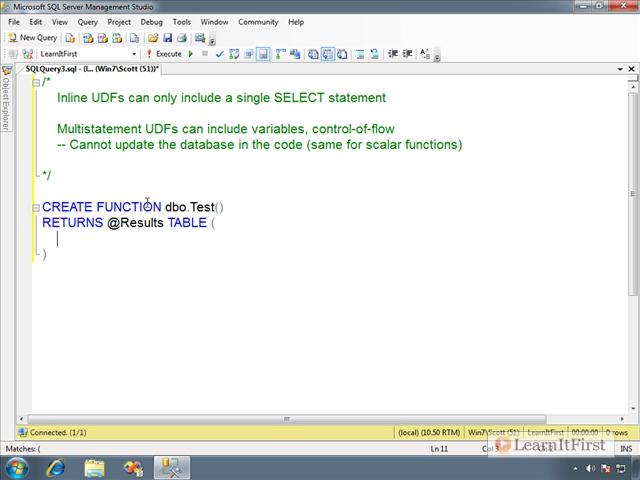 Microsoft SQL Server Management Studio
File Edit View Query Project Debug Tools Window Community Help
New Query
LearnItFirst Execute
SQLQuery3.sql - (l... (Win7\Scott (51))*
Object Explorer
/*
Inline UDFs can only include a single SELECT statement
Multistatement UDFs can include variables, control-of-flow
-- Cannot update the database in the code (same for scalar functions)
*/
CREATE FUNCTION dbo.Test()
RETURNS @Results TABLE (
)
Connected. (1/1) (local) (10.50 RTM) Win7\Scott (51) LearnItFirst 00:00:00 0 rows
Matches: ( Ln 11 INS
LearnItFirst